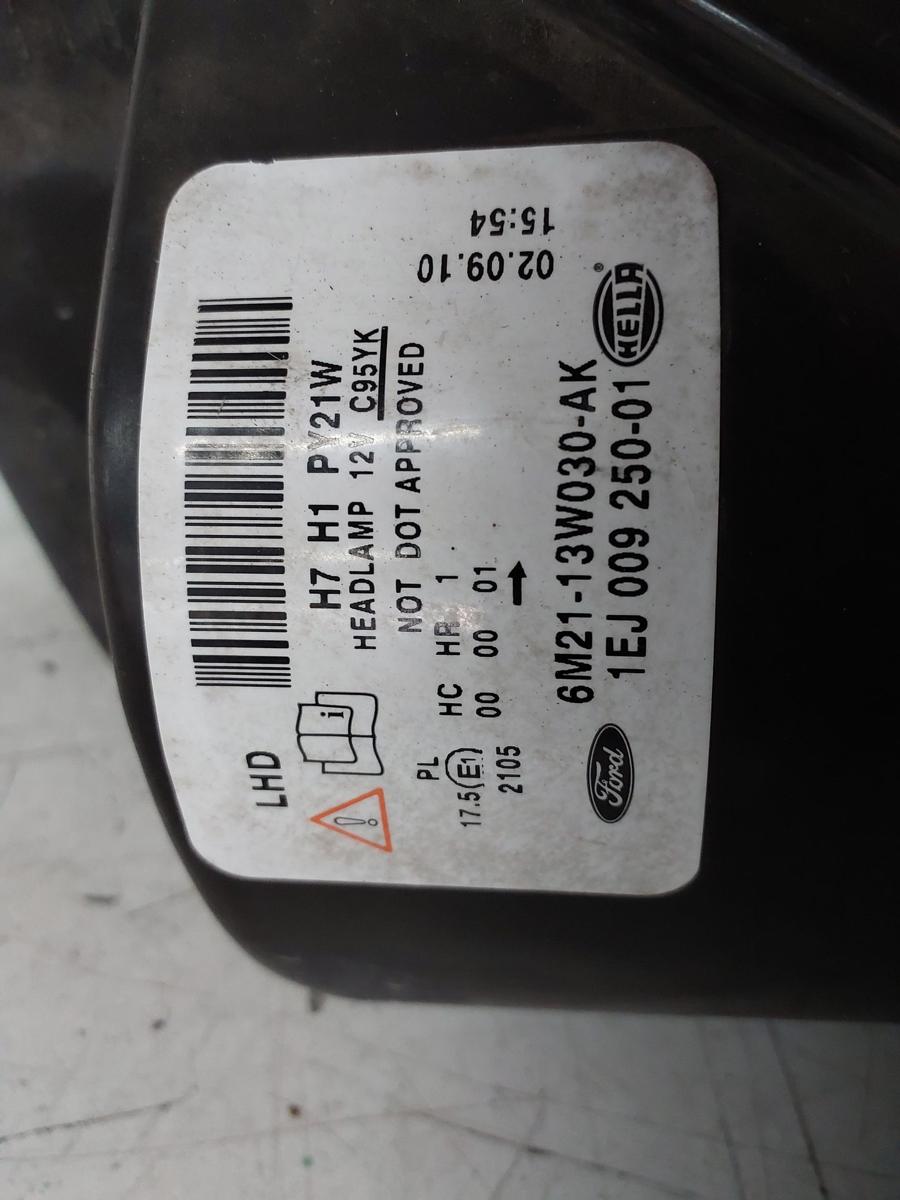 LHD
H7 H1 PY21W
HEADLAMP 12V C95YK
NOT DOT APPROVED
PL HC HR 1
17.5 E1 00 00 01
2105
02.09.10
15:54
Ford 6M21-13W030-AK
1EJ 009 250-01 HELLA ®